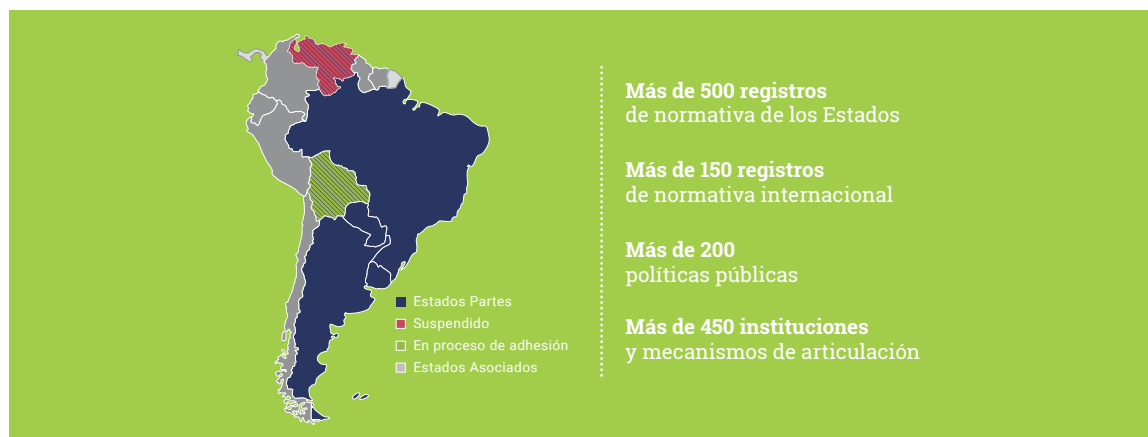 Estados Partes
Suspendido
En proceso de adhesión
Estados Asociados
Más de 500 registros
de normativa de los Estados
Más de 150 registros
de normativa internacional
Más de 200
políticas públicas
Más de 450 instituciones
y mecanismos de articulación